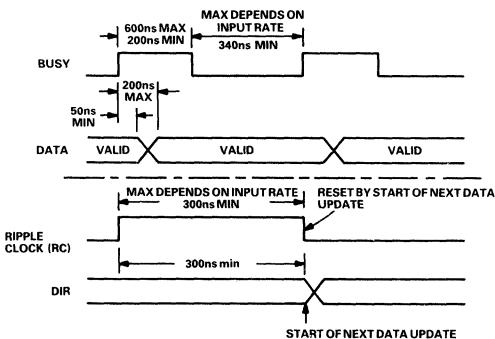 600ns MAX
200ns MIN
MAX DEPENDS ON
INPUT RATE
340ns MIN
BUSY
200ns
MAX
50ns
MIN
DATA
VALID
VALID
VALID
MAX DEPENDS ON INPUT RATE
300ns MIN
RESET BY START OF NEXT DATA
UPDATE
RIPPLE
CLOCK (RC)
300ns min
DIR
START OF NEXT DATA UPDATE